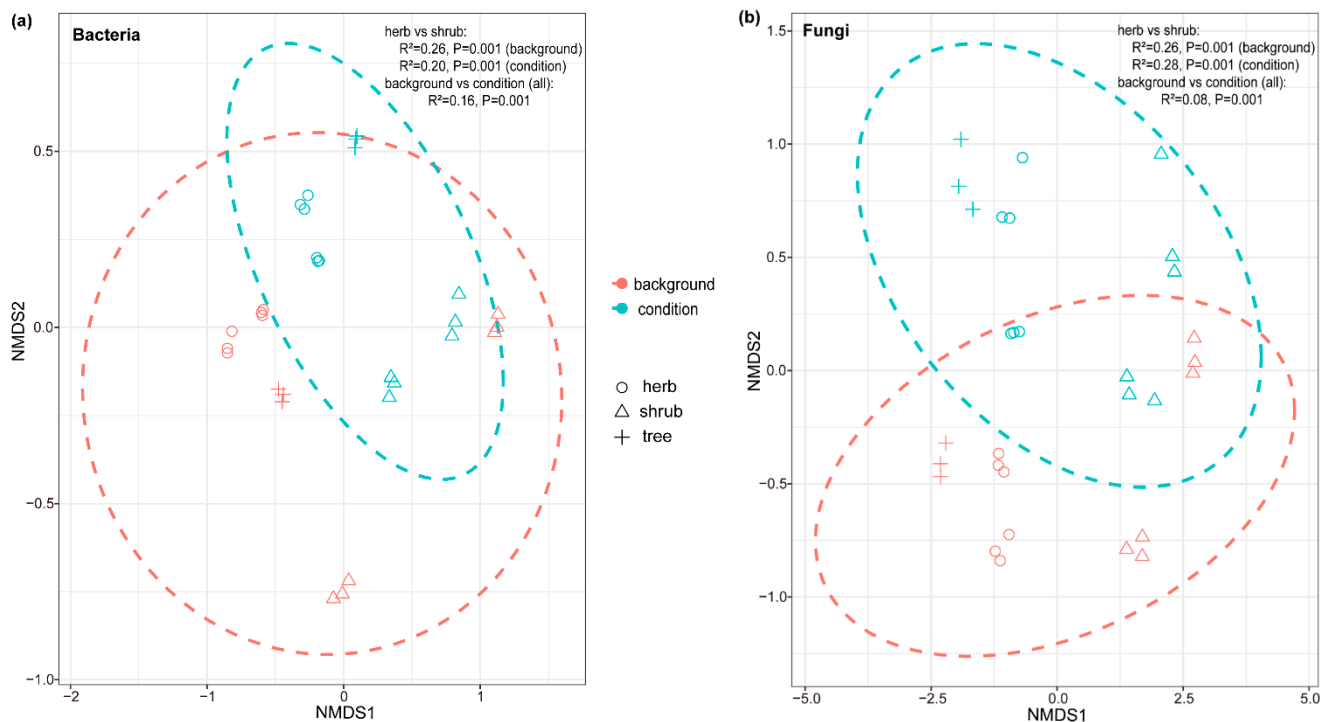 (a)
Bacteria
herb vs shrub:
R²=0.26, P=0.001 (background)
R²=0.20, P=0.001 (condition)
background vs condition (all):
R²=0.16, P=0.001
NMDS2
0.5
0.0
−0.5
−1.0
−2
−1
0
1
NMDS1
background
condition
herb
shrub
tree
(b)
Fungi
herb vs shrub:
R²=0.26, P=0.001 (background)
R²=0.28, P=0.001 (condition)
background vs condition (all):
R²=0.08, P=0.001
NMDS2
1.5
1.0
0.5
0.0
−0.5
−1.0
−5.0
−2.5
0.0
2.5
5.0
NMDS1